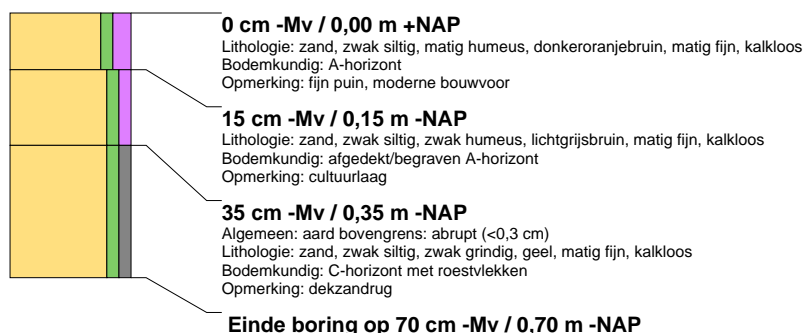 0 cm -Mv / 0,00 m +NAP
Lithologie: zand, zwak siltig, matig humeus, donkeroranjebruin, matig fijn, kalkloos
Bodemkundig: A-horizont
Opmerking: fijn puin, moderne bouwvoor
15 cm -Mv / 0,15 m -NAP
Lithologie: zand, zwak siltig, zwak humeus, lichtgrijsbruin, matig fijn, kalkloos
Bodemkundig: afgedekt/begraven A-horizont
Opmerking: cultuurlaag
35 cm -Mv / 0,35 m -NAP
Algemeen: aard bovengrens: abrupt (<0,3 cm)
Lithologie: zand, zwak siltig, zwak grindig, geel, matig fijn, kalkloos
Bodemkundig: C-horizont met roestvlekken
Opmerking: dekzandrug
Einde boring op 70 cm -Mv / 0,70 m -NAP